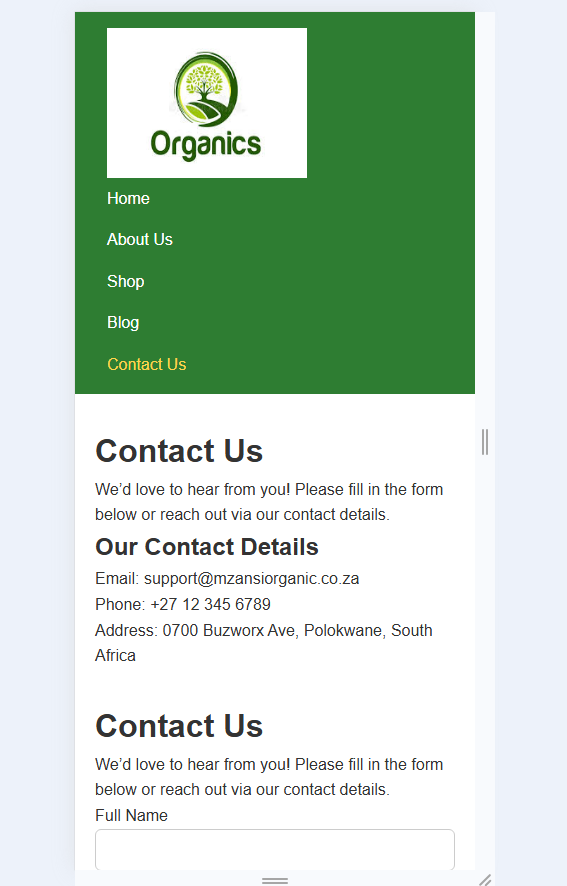 Organics
Home
About Us
Shop
Blog
Contact Us
Contact Us
We’d love to hear from you! Please fill in the form
below or reach out via our contact details.
Our Contact Details
Email: support@mzansiorganic.co.za
Phone: +27 12 345 6789
Address: 0700 Buzworx Ave, Polokwane, South
Africa
Contact Us
We’d love to hear from you! Please fill in the form
below or reach out via our contact details.
Full Name